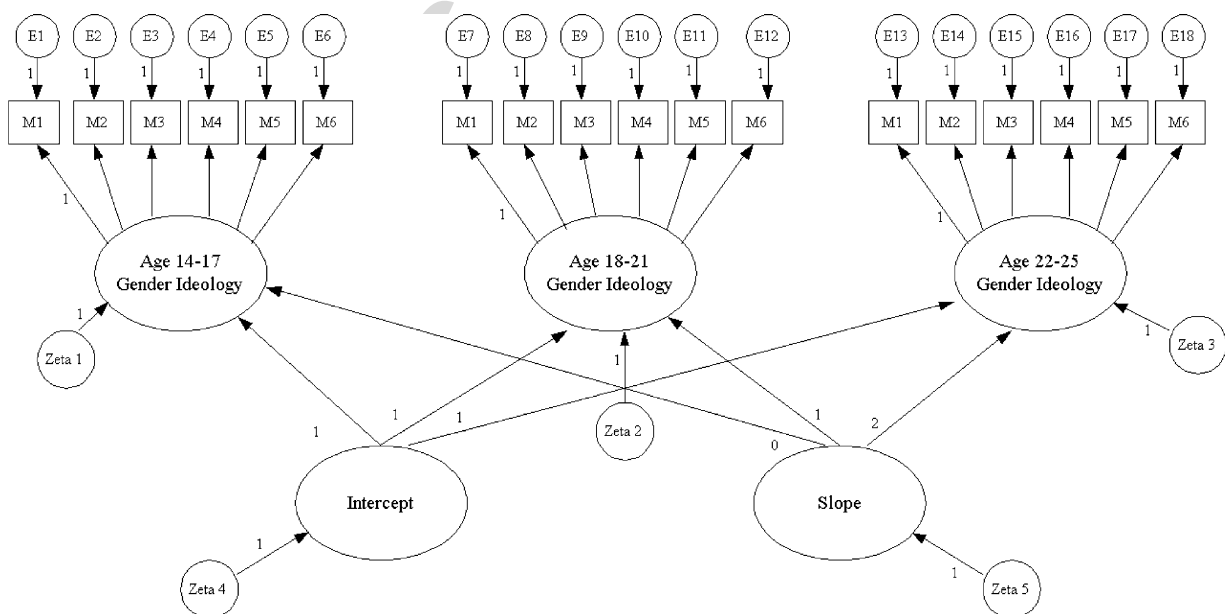 E1 E2 E3 E4 E5 E6 E7 E8 E9 E10 E11 E12 E13 E14 E15 E16 E17 E18
1 1 1 1 1 1 1 1 1 1 1 1 1 1 1 1 1 1
M1 M2 M3 M4 M5 M6 M1 M2 M3 M4 M5 M6 M1 M2 M3 M4 M5 M6
1 1 1
Age 14-17
Gender Ideology
Age 18-21
Gender Ideology
Age 22-25
Gender Ideology
1
Zeta 1
1
Zeta 2
1
Zeta 3
1 1 1
0 1 2
Intercept
Slope
1
Zeta 4
1
Zeta 5